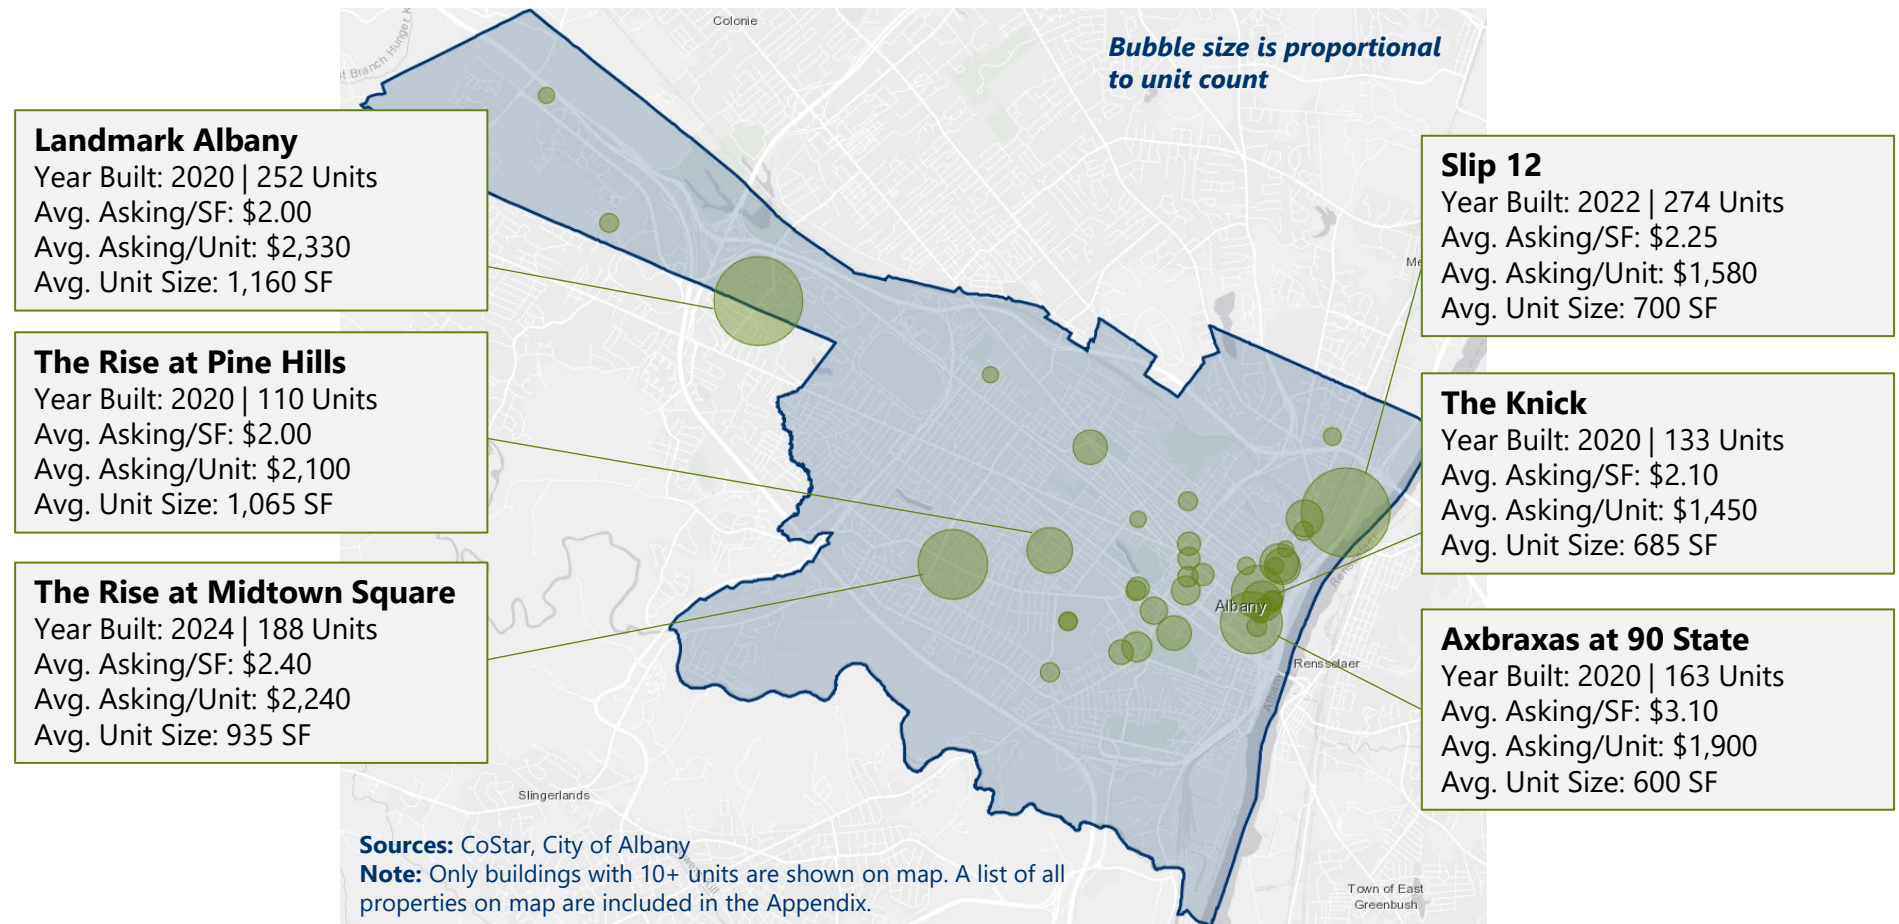 Colonie
Bubble size is proportional
to unit count
st Branch Hunger K
Landmark Albany
Year Built: 2020 | 252 Units
Avg. Asking/SF: $2.00
Avg. Asking/Unit: $2,330
Avg. Unit Size: 1,160 SF
The Rise at Pine Hills
Year Built: 2020 | 110 Units
Avg. Asking/SF: $2.00
Avg. Asking/Unit: $2,100
Avg. Unit Size: 1,065 SF
The Rise at Midtown Square
Year Built: 2024 | 188 Units
Avg. Asking/SF: $2.40
Avg. Asking/Unit: $2,240
Avg. Unit Size: 935 SF
Slip 12
Year Built: 2022 | 274 Units
Avg. Asking/SF: $2.25
Avg. Asking/Unit: $1,580
Avg. Unit Size: 700 SF
Me
The Knick
Year Built: 2020 | 133 Units
Avg. Asking/SF: $2.10
Avg. Asking/Unit: $1,450
Avg. Unit Size: 685 SF
Axbraxas at 90 State
Year Built: 2020 | 163 Units
Avg. Asking/SF: $3.10
Avg. Asking/Unit: $1,900
Avg. Unit Size: 600 SF
Albany
Rensselaer
Albany
Slingerlands
Town of East
Greenbush
Sources: CoStar, City of Albany
Note: Only buildings with 10+ units are shown on map. A list of all
properties on map are included in the Appendix.